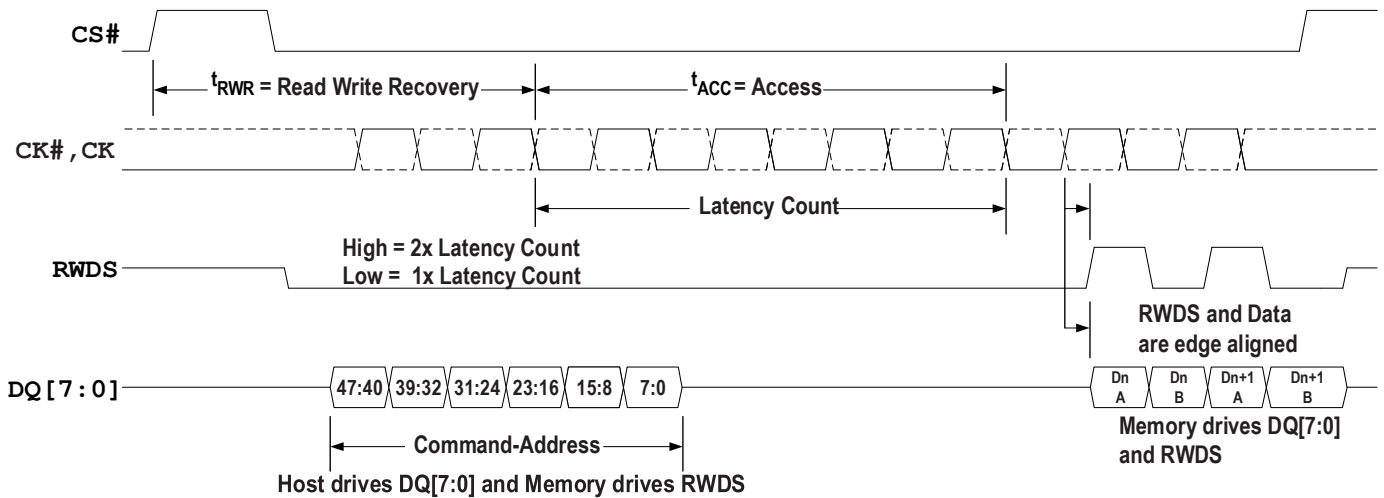 CS#
tRWR = Read Write Recovery
tACC = Access
CK#,CK
Latency Count
High = 2x Latency Count
Low = 1x Latency Count
RWDS
RWDS and Data
are edge aligned
DQ[7:0]
47:40 39:32 31:24 23:16 15:8 7:0
Dn Dn Dn+1 Dn+1
A B A B
Command-Address
Memory drives DQ[7:0]
and RWDS
Host drives DQ[7:0] and Memory drives RWDS